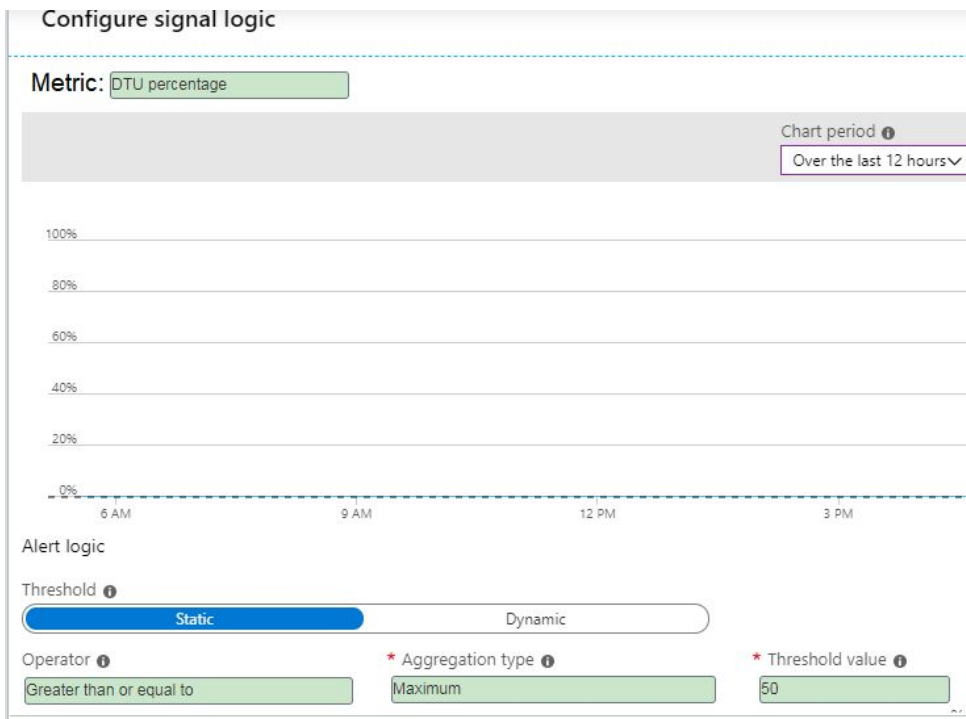 Configure signal logic
Metric: DTU percentage
Chart period
Over the last 12 hours
100%
80%
60%
40%
20%
0%
6 AM 9 AM 12 PM 3 PM
Alert logic
Threshold
Static Dynamic
Operator * Aggregation type * Threshold value
Greater than or equal to Maximum 50